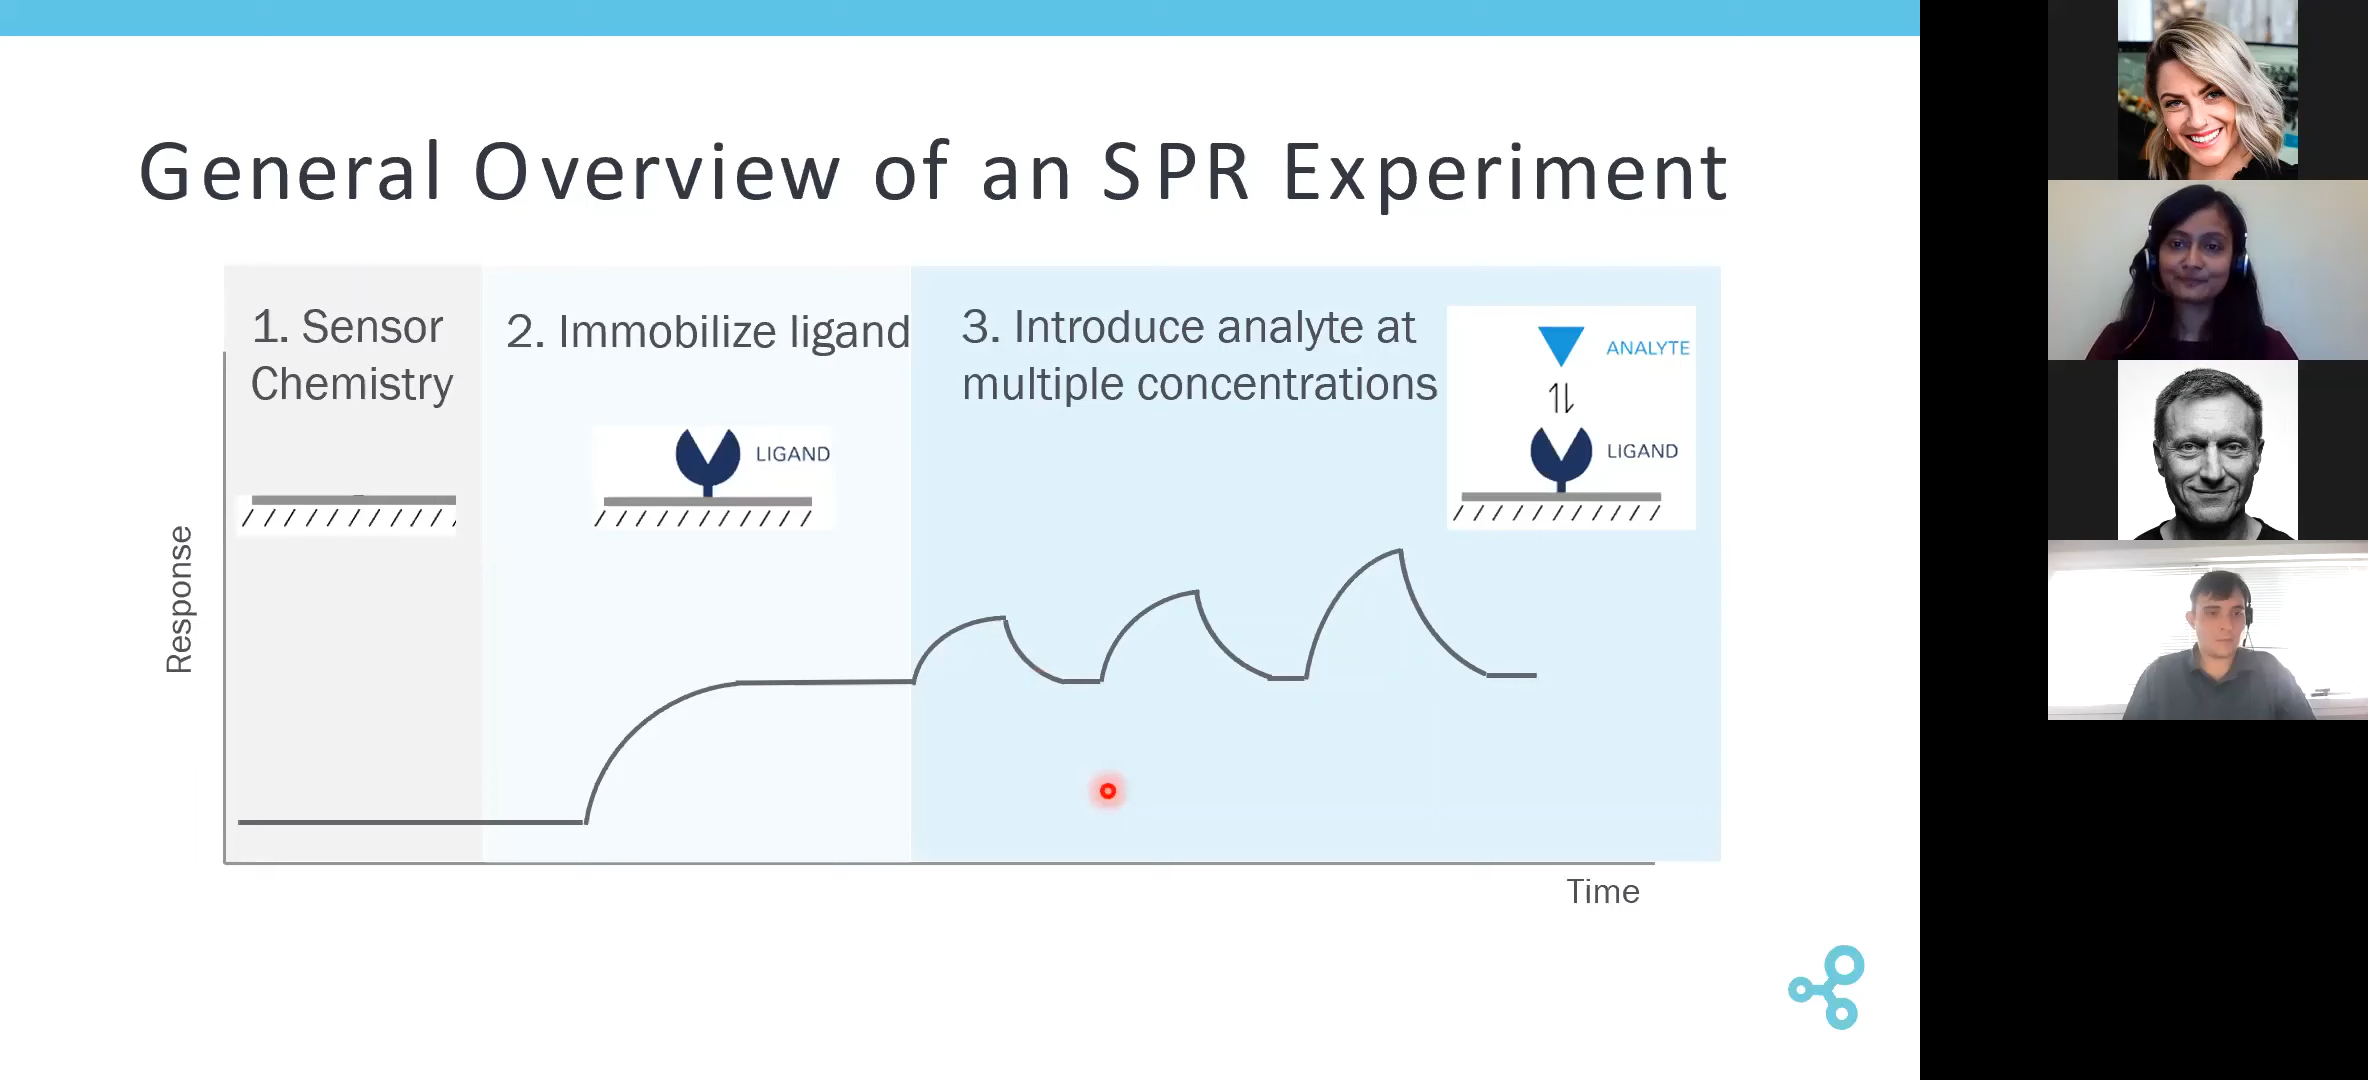 General Overview of an SPR Experiment
1. Sensor
Chemistry
2. Immobilize ligand
3. Introduce analyte at
multiple concentrations
ANALYTE
LIGAND
LIGAND
Response
Time